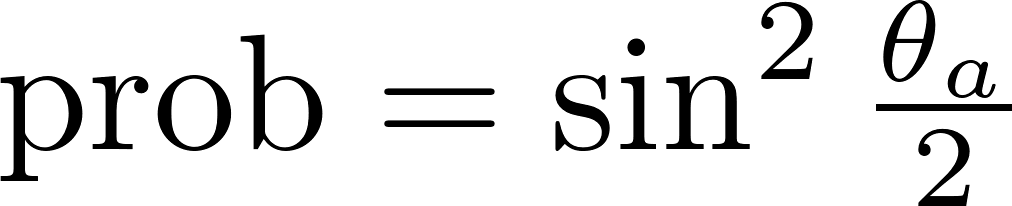 prob = sin² θₐ/2